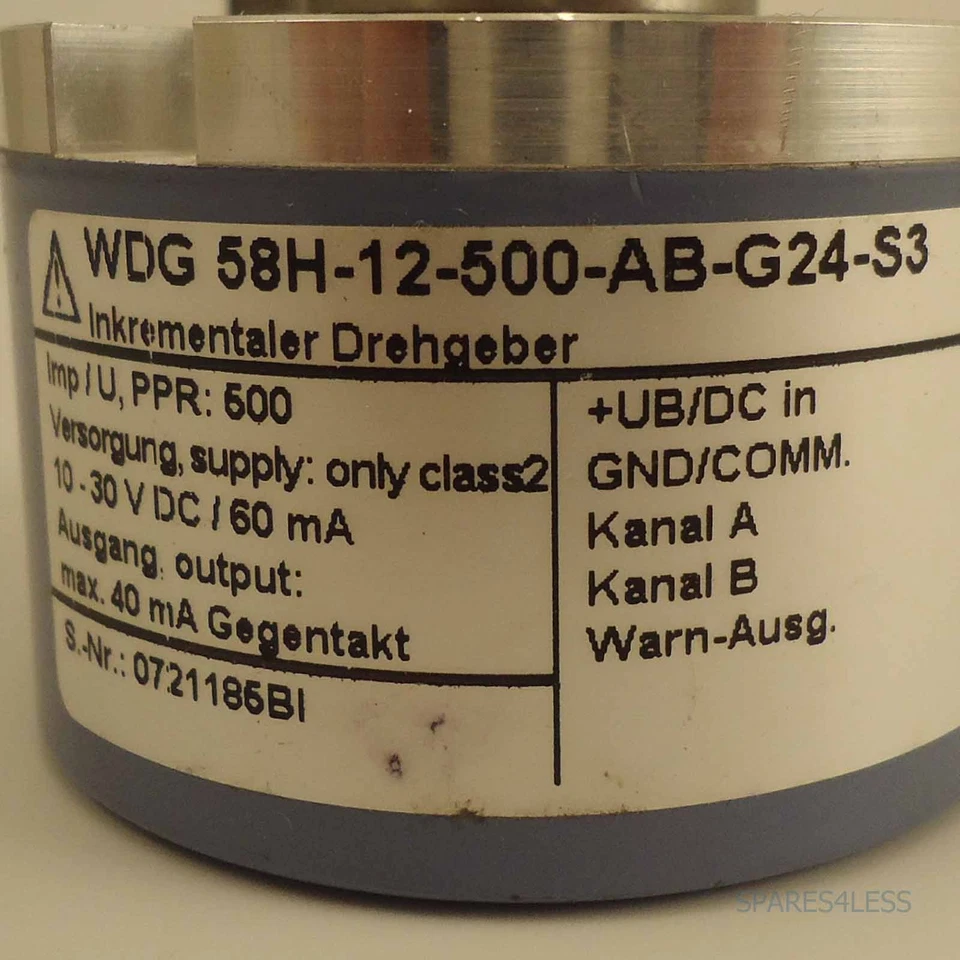 WDG 58H-12-500-AB-G24-S3
Inkrementaler Drehgeber
Imp / U, PPR: 500
Versorgung, supply: only class2
10 - 30 V DC / 60 mA
Ausgang, output:
max. 40 mA Gegentakt
S.-Nr.: 0721185BI
+UB/DC in
GND/COMM.
Kanal A
Kanal B
Warn-Ausg.
SPARES4LESS